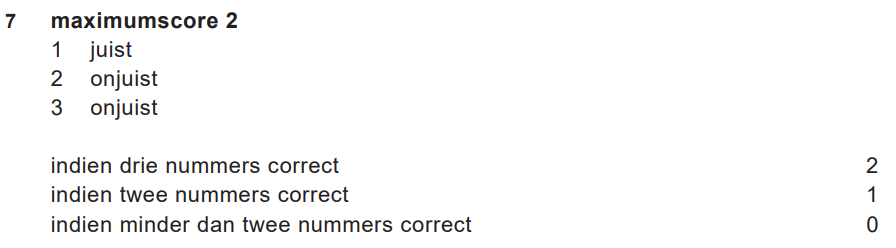 7 maximumscore 2
1 juist
2 onjuist
3 onjuist
indien drie nummers correct 2
indien twee nummers correct 1
indien minder dan twee nummers correct 0